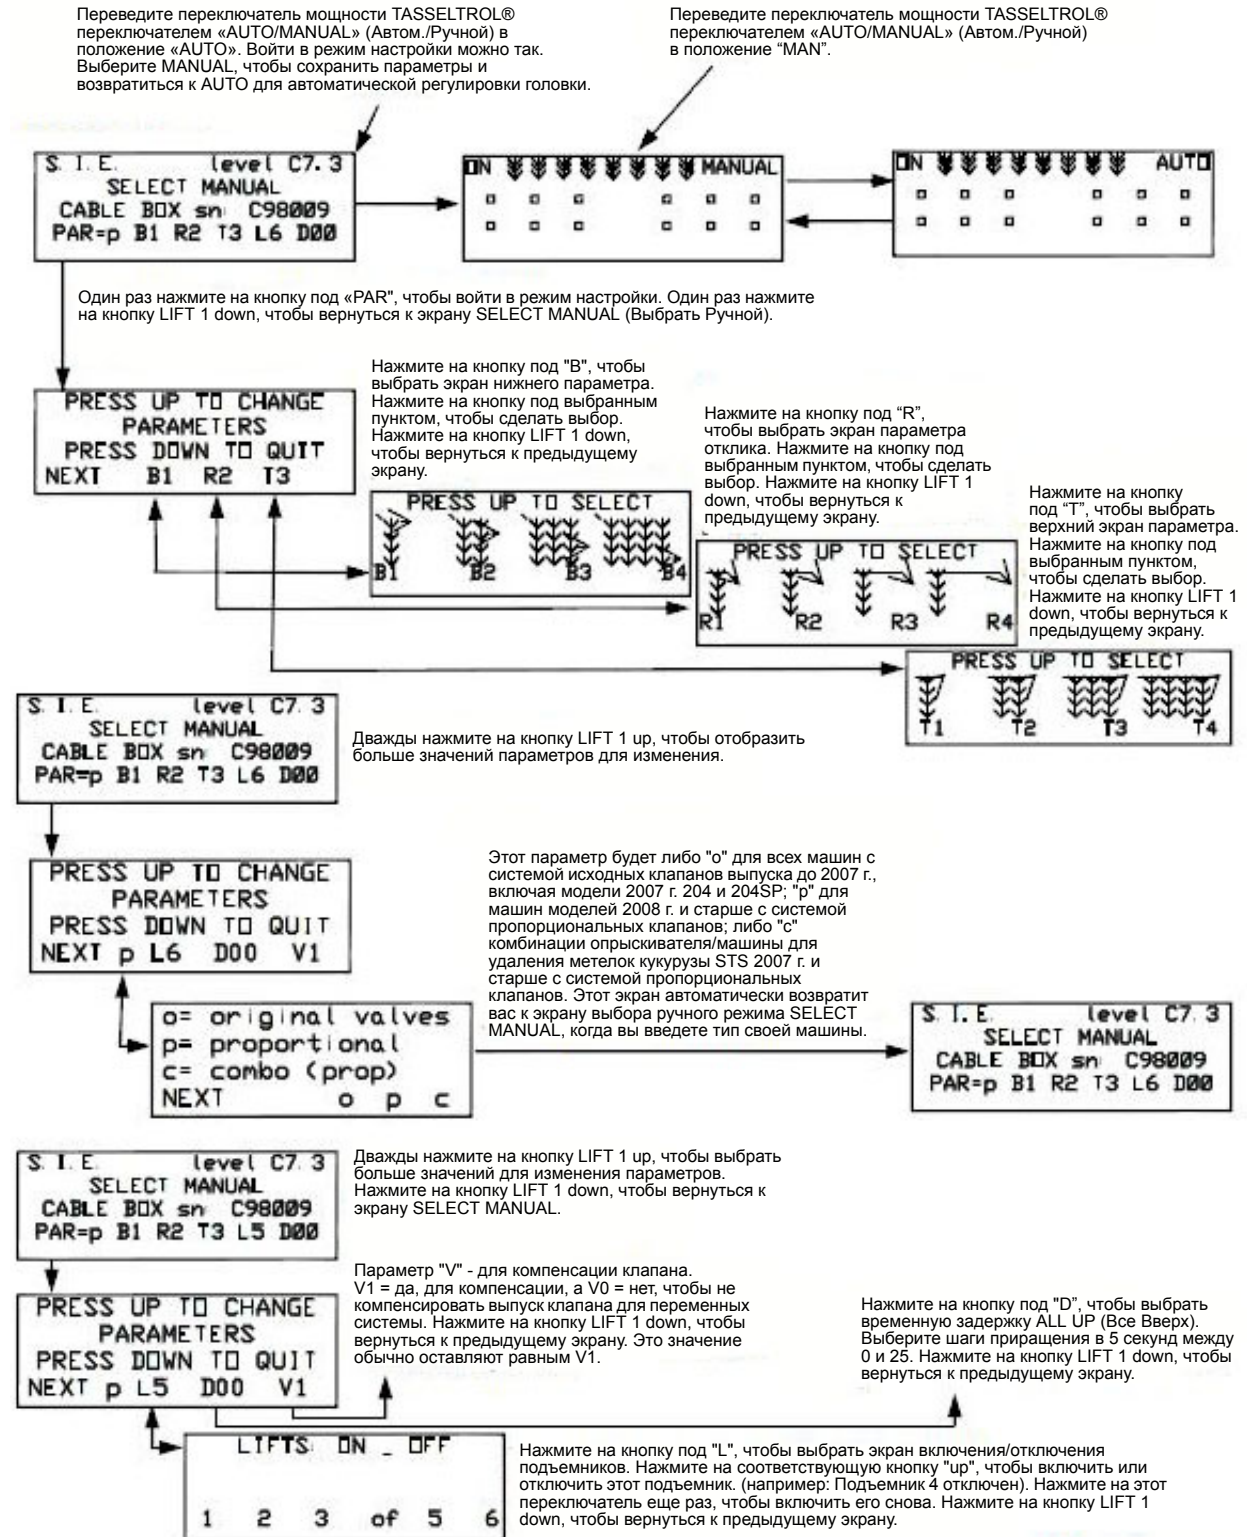 Переведите переключатель мощности TASSELTROL®
переключателем «AUTO/MANUAL» (Автом./Ручной) в
положение «AUTO». Войти в режим настройки можно так.
Выберите MANUAL, чтобы сохранить параметры и
возвратиться к AUTO для автоматической регулировки головки.
Переведите переключатель мощности TASSELTROL®
переключателем «AUTO/MANUAL» (Автом./Ручной)
в положение “MAN”.
S. I. E. level C7.3
SELECT MANUAL
CABLE BOX sn: C98009
PAR=p B1 R2 T3 L6 D00
ON MANUAL
ON AUTO
Один раз нажмите на кнопку под «PAR", чтобы войти в режим настройки. Один раз нажмите
на кнопку LIFT 1 down, чтобы вернуться к экрану SELECT MANUAL (Выбрать Ручной).
PRESS UP TO CHANGE
PARAMETERS
PRESS DOWN TO QUIT
NEXT B1 R2 T3
Нажмите на кнопку под "B", чтобы
выбрать экран нижнего параметра.
Нажмите на кнопку под выбранным
пунктом, чтобы сделать выбор.
Нажмите на кнопку LIFT 1 down,
чтобы вернуться к предыдущему
экрану.
PRESS UP TO SELECT
B1 B2 B3 B4
Нажмите на кнопку под “R”,
чтобы выбрать экран параметра
отклика. Нажмите на кнопку под
выбранным пунктом, чтобы сделать
выбор. Нажмите на кнопку LIFT 1
down, чтобы вернуться к
предыдущему экрану.
PRESS UP TO SELECT
R1 R2 R3 R4
Нажмите на кнопку
под “T”, чтобы выбрать
верхний экран параметра.
Нажмите на кнопку под
выбранным пунктом,
чтобы сделать выбор.
Нажмите на кнопку LIFT 1
down, чтобы вернуться к
предыдущему экрану.
PRESS UP TO SELECT
T1 T2 T3 T4
S. I. E. level C7. 3
SELECT MANUAL
CABLE BOX sn: C98009
PAR=p B1 R2 T3 L6 D00
Дважды нажмите на кнопку LIFT 1 up, чтобы отобразить
больше значений параметров для изменения.
PRESS UP TO CHANGE
PARAMETERS
PRESS DOWN TO QUIT
NEXT p L6 D00 V1
o= original valves
p= proportional
c= combo (prop)
NEXT o p c
Этот параметр будет либо "o" для всех машин с
системой исходных клапанов выпуска до 2007 г.,
включая модели 2007 г. 204 и 204SP; "p" для
машин моделей 2008 г. и старше с системой
пропорциональных клапанов; либо "c"
комбинации опрыскивателя/машины для
удаления метелок кукурузы STS 2007 г. и
старше с системой пропорциональных
клапанов. Этот экран автоматически возвратит
вас к экрану выбора ручного режима SELECT
MANUAL, когда вы введете тип своей машины.
S. I. E. level C7. 3
SELECT MANUAL
CABLE BOX sn: C98009
PAR=p B1 R2 T3 L6 D00
S. I. E. level C7. 3
SELECT MANUAL
CABLE BOX sn: C98009
PAR=p B1 R2 T3 L5 D00
Дважды нажмите на кнопку LIFT 1 up, чтобы выбрать
больше значений для изменения параметров.
Нажмите на кнопку LIFT 1 down, чтобы вернуться к
экрану SELECT MANUAL.
PRESS UP TO CHANGE
PARAMETERS
PRESS DOWN TO QUIT
NEXT p L5 D00 V1
Параметр "V" - для компенсации клапана.
V1 = да, для компенсации, а V0 = нет, чтобы не
компенсировать выпуск клапана для переменных
системы. Нажмите на кнопку LIFT 1 down, чтобы
вернуться к предыдущему экрану. Это значение
обычно оставляют равным V1.
Нажмите на кнопку под "D”, чтобы выбрать
временную задержку ALL UP (Все Вверх).
Выберите шаги приращения в 5 секунд между
0 и 25. Нажмите на кнопку LIFT 1 down, чтобы
вернуться к предыдущему экрану.
LIFTS: ON _ OFF
1 2 3 of 5 6
Нажмите на кнопку под "L", чтобы выбрать экран включения/отключения
подъемников. Нажмите на соответствующую кнопку "up", чтобы включить или
отключить этот подъемник. (например: Подъемник 4 отключен). Нажмите на этот
переключатель еще раз, чтобы включить его снова. Нажмите на кнопку LIFT 1
down, чтобы вернуться к предыдущему экрану.